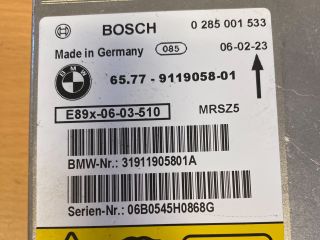 BOSCH 0 285 001 533
Made in Germany 085 06-02-23
BMW 65.77 - 9119058-01
E89x-06-03-510 MRSZ5
BMW-Nr.: 31911905801A
Serien-Nr.: 06B0545H0868G